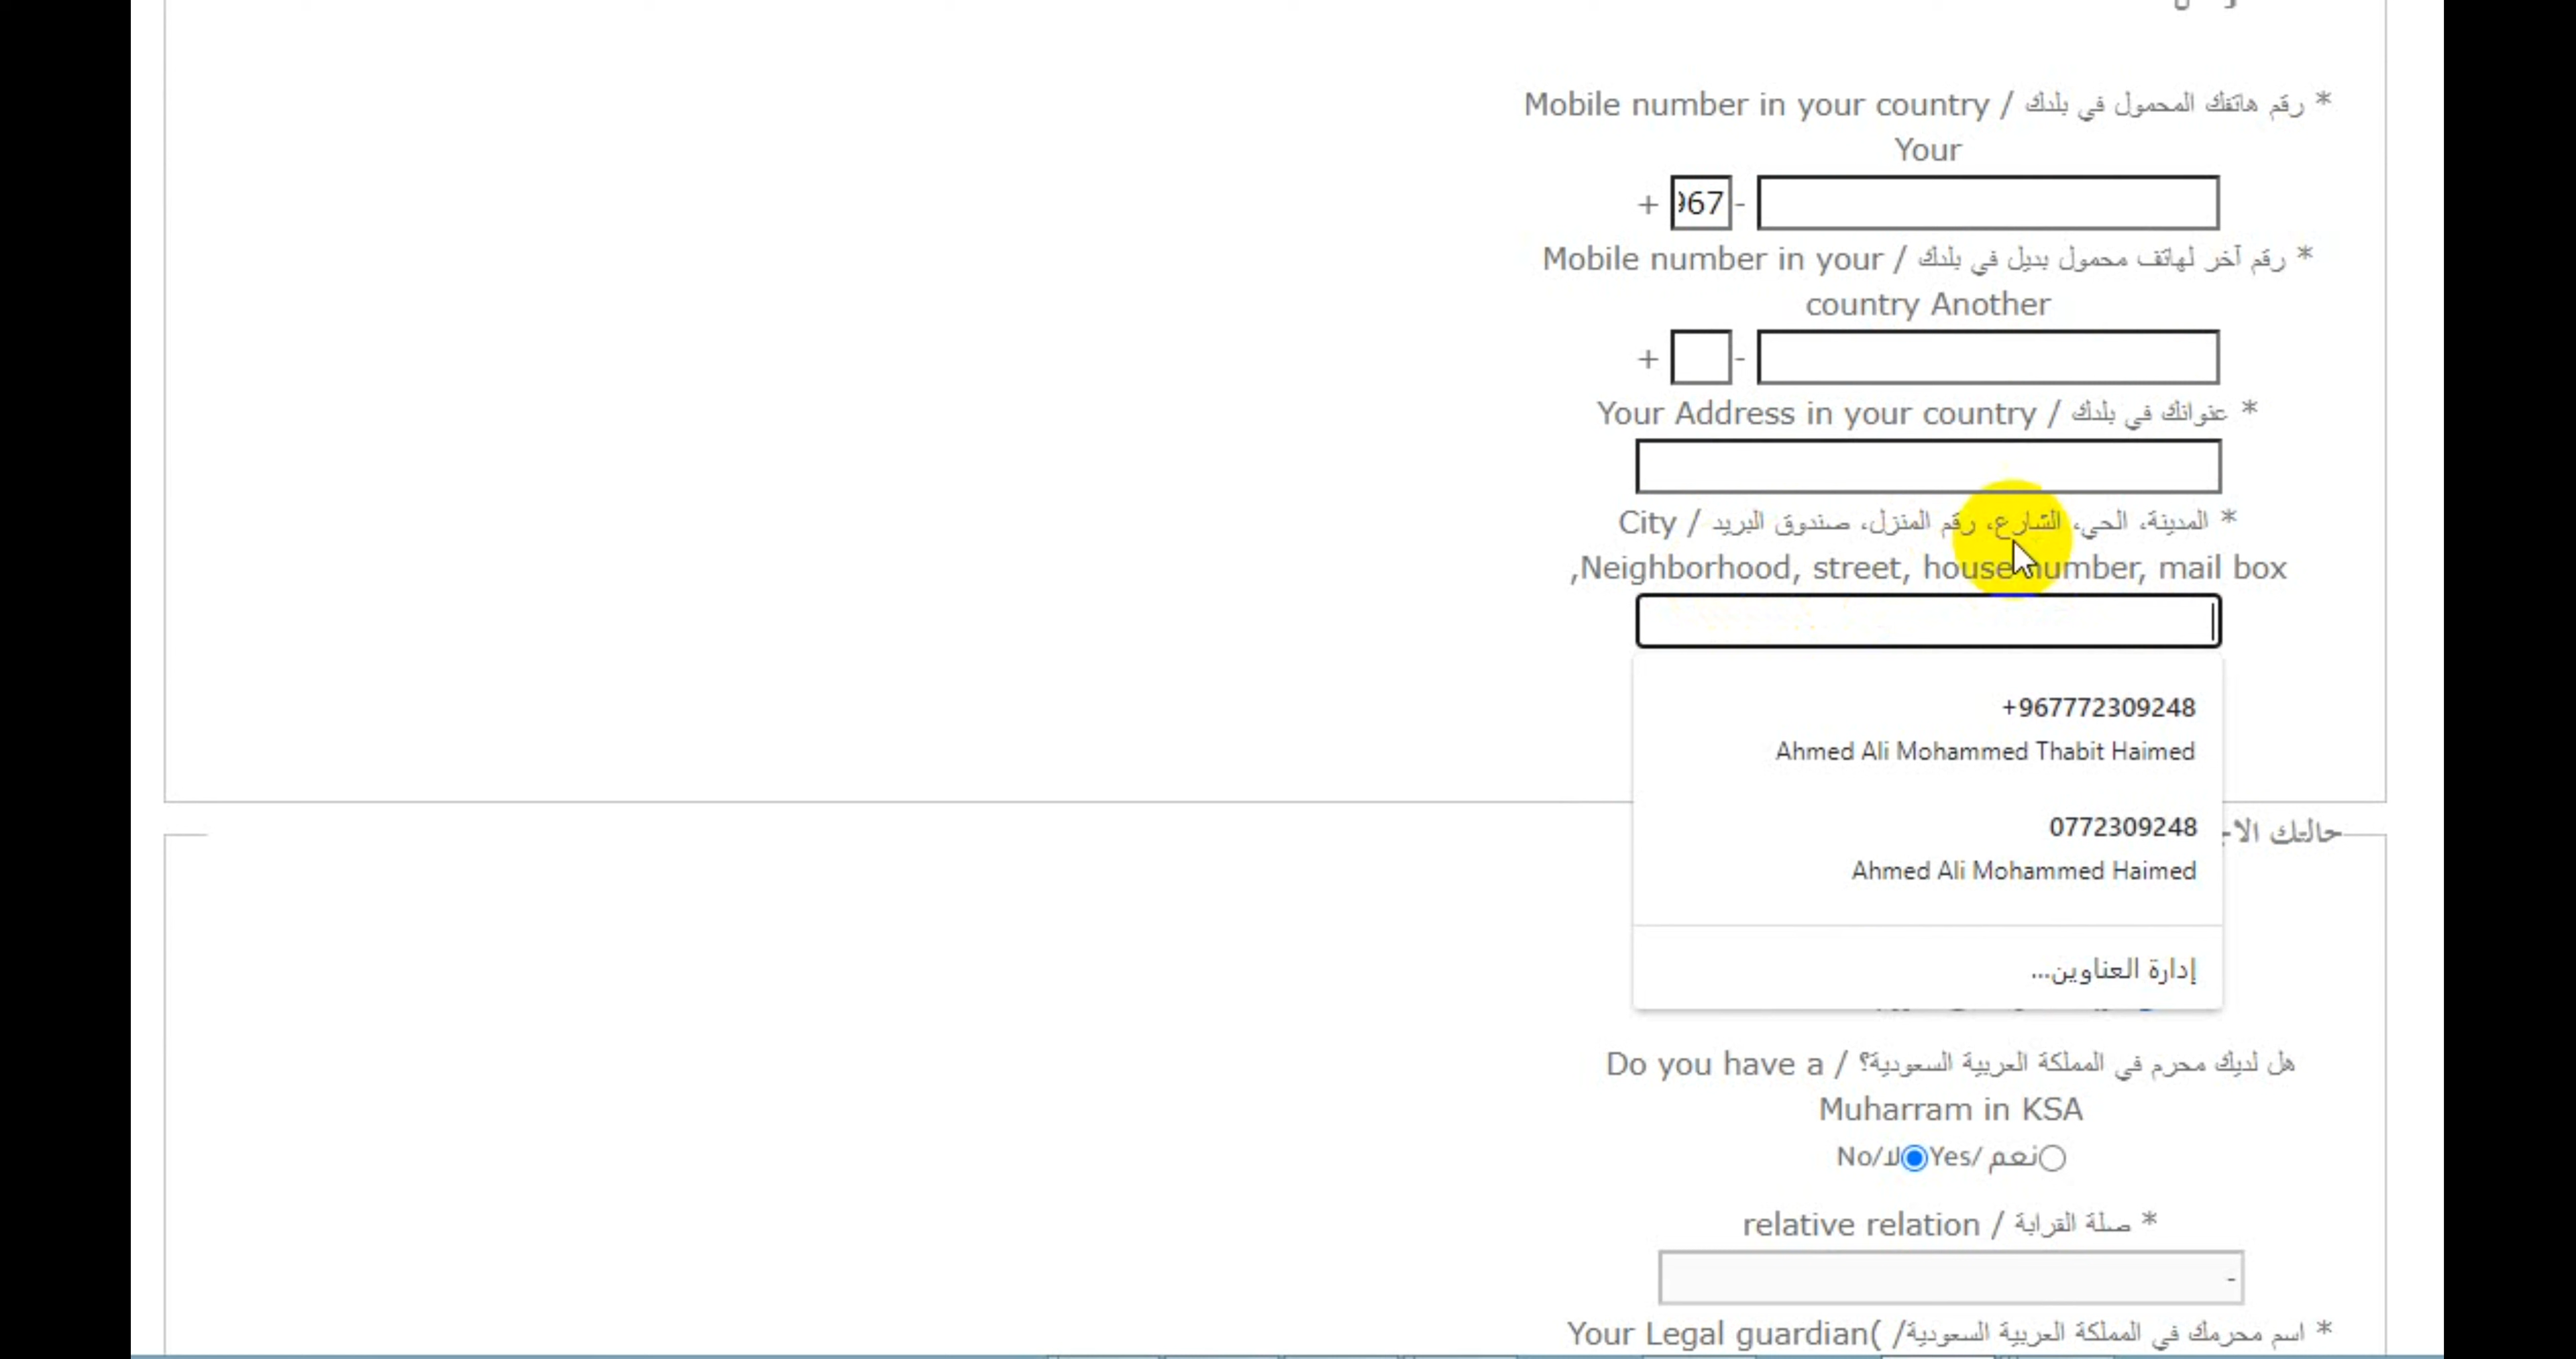 * رقم هاتفك المحمول في بلدك / Mobile number in your country
Your
+ 967 -
* رقم آخر لهاتف محمول بديل في بلدك / Mobile number in your
country Another
+ -
* عنوانك في بلدك / Your Address in your country
* المدينة، الحي، الشارع، رقم المنزل، صندوق البريد / City
,Neighborhood, street, house number, mail box
+967772309248
Ahmed Ali Mohammed Thabit Haimed
0772309248
حالتك
Ahmed Ali Mohammed Haimed
إدارة العناوين...
هل لديك محرم في المملكة العربية السعودية؟ / Do you have a
Muharram in KSA
نعم /Yes لا/No
* صلة القرابة / relative relation
-
* اسم محرمك في المملكة العربية السعودية/ )Your Legal guardian